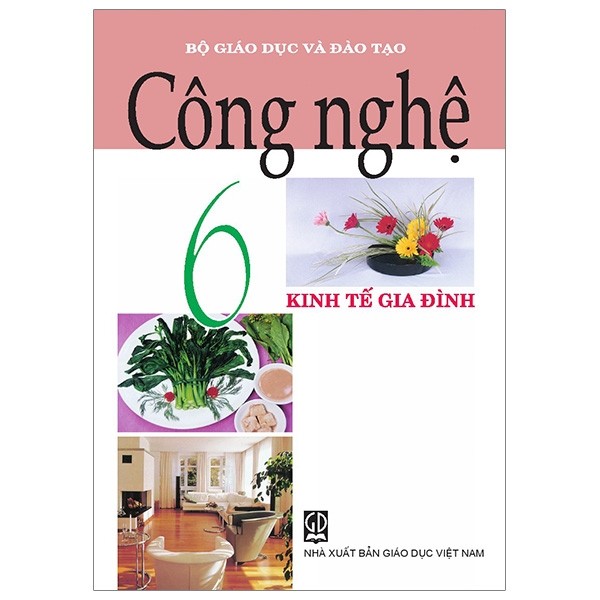 BỘ GIÁO DỤC VÀ ĐÀO TẠO
Công nghệ
6
KINH TẾ GIA ĐÌNH
GD
NHÀ XUẤT BẢN GIÁO DỤC VIỆT NAM